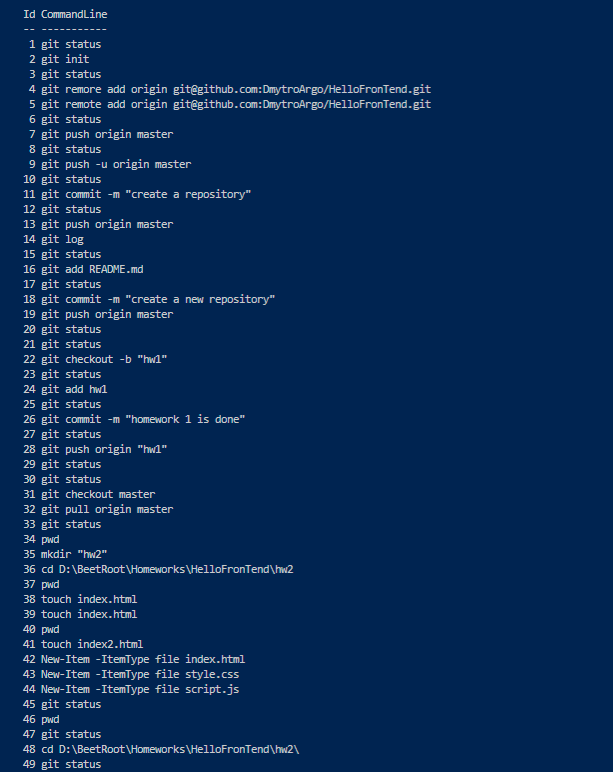 Id CommandLine
-- -----------
1 git status
2 git init
3 git status
4 git remore add origin git@github.com:DmytroArgo/HelloFronTend.git
5 git remote add origin git@github.com:DmytroArgo/HelloFronTend.git
6 git status
7 git push origin master
8 git status
9 git push -u origin master
10 git status
11 git commit -m "create a repository"
12 git status
13 git push origin master
14 git log
15 git status
16 git add README.md
17 git status
18 git commit -m "create a new repository"
19 git push origin master
20 git status
21 git status
22 git checkout -b "hw1"
23 git status
24 git add hw1
25 git status
26 git commit -m "homework 1 is done"
27 git status
28 git push origin "hw1"
29 git status
30 git status
31 git checkout master
32 git pull origin master
33 git status
34 pwd
35 mkdir "hw2"
36 cd D:\BeetRoot\Homeworks\HelloFronTend\hw2
37 pwd
38 touch index.html
39 touch index.html
40 pwd
41 touch index2.html
42 New-Item -ItemType file index.html
43 New-Item -ItemType file style.css
44 New-Item -ItemType file script.js
45 git status
46 pwd
47 git status
48 cd D:\BeetRoot\Homeworks\HelloFronTend\hw2\
49 git status